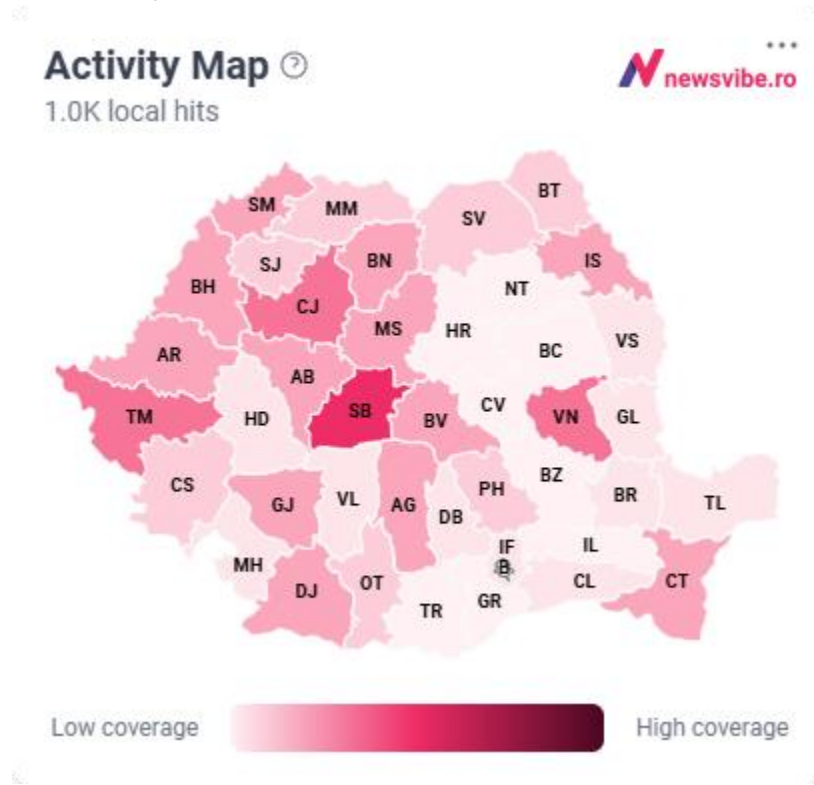 Activity Map ?
...
newsvibe.ro
1.0K local hits
BT
SM
MM
SV
SJ
BN
IS
BH
NT
CJ
MS
HR
VS
BC
AR
AB
CV
SB
TM
HD
BV
VN
GL
BZ
CS
VL
PH
BR
GJ
AG
TL
DB
IF
IL
B
MH
CT
OT
CL
DJ
GR
TR
Low coverage
High coverage